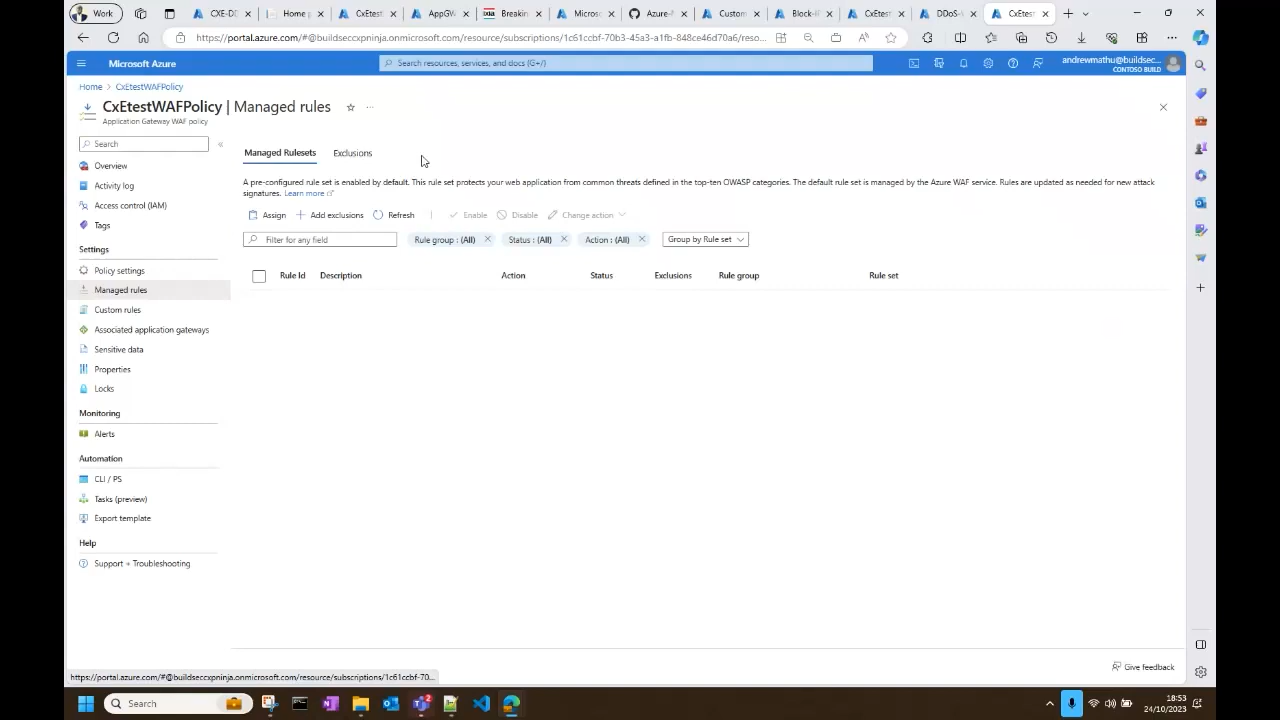 Work
CXE-DI
Home p
CxEtest
AppGW
Breakin
Microso
Azure-N
Custom
Block-II
CxEtest
DDoS-A
CxEtest
https://portal.azure.com/#@buildseccxpninja.onmicrosoft.com/resource/subscriptions/1c61ccbf-70b3-45a3-a1fb-848ce46d70a6/reso...
Microsoft Azure
Search resources, services, and docs (G+/)
andrewmathu@buildsec...
CONTOSO BUILD
Home > CxEtestWAFPolicy
CxEtestWAFPolicy | Managed rules
Application Gateway WAF policy
Search
Overview
Activity log
Access control (IAM)
Tags
Settings
Policy settings
Managed rules
Custom rules
Associated application gateways
Sensitive data
Properties
Locks
Monitoring
Alerts
Automation
CLI / PS
Tasks (preview)
Export template
Help
Support + Troubleshooting
Managed Rulesets Exclusions
A pre-configured rule set is enabled by default. This rule set protects your web application from common threats defined in the top-ten OWASP categories. The default rule set is managed by the Azure WAF service. Rules are updated as needed for new attack
signatures. Learn more
Assign Add exclusions Refresh Enable Disable Change action
Filter for any field Rule group : (All) Status : (All) Action : (All) Group by Rule set
Rule Id Description Action Status Exclusions Rule group Rule set
Give feedback
https://portal.azure.com/#@buildseccxpninja.onmicrosoft.com/resource/subscriptions/1c61ccbf-70...
Search
18:53
24/10/2023